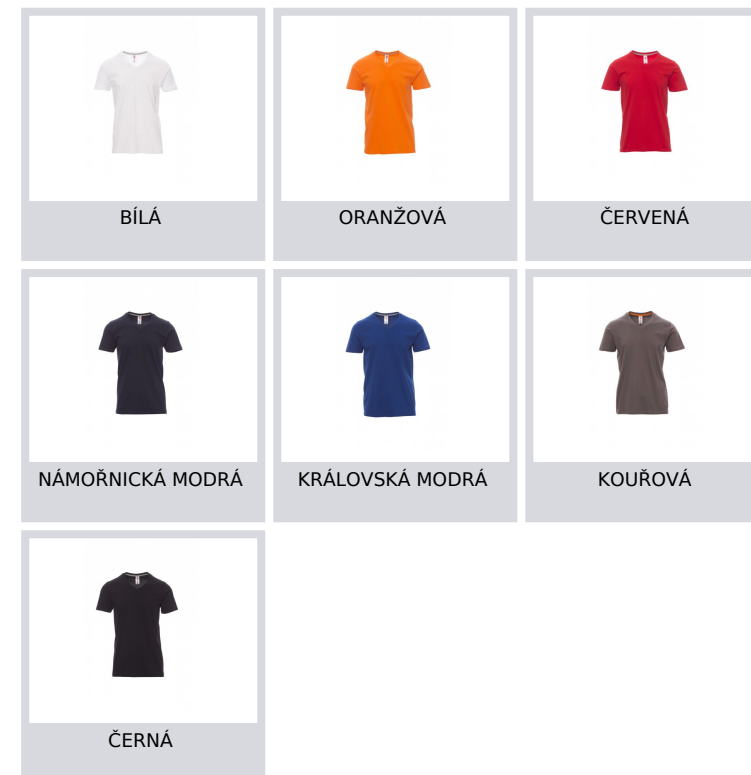 BÍLÁ
ORANŽOVÁ
ČERVENÁ
NÁMOŘNICKÁ MODRÁ
KRÁLOVSKÁ MODRÁ
KOUŘOVÁ
ČERNÁ